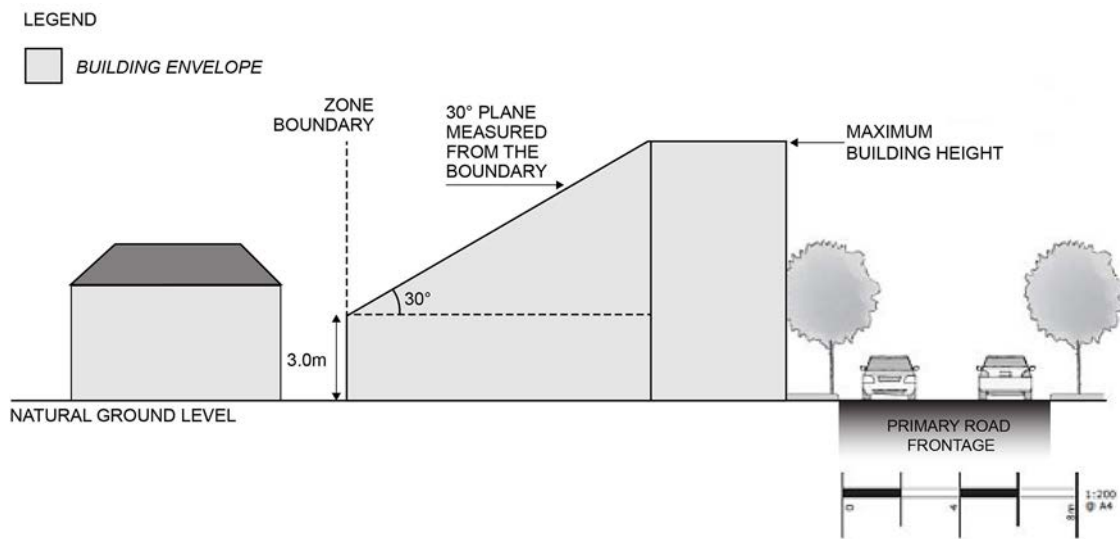 LEGEND
BUILDING ENVELOPE
ZONE
BOUNDARY
30° PLANE
MEASURED
FROM THE
BOUNDARY
MAXIMUM
BUILDING HEIGHT
30°
3.0m
NATURAL GROUND LEVEL
PRIMARY ROAD
FRONTAGE
0
4
8m
1:200
@ A4